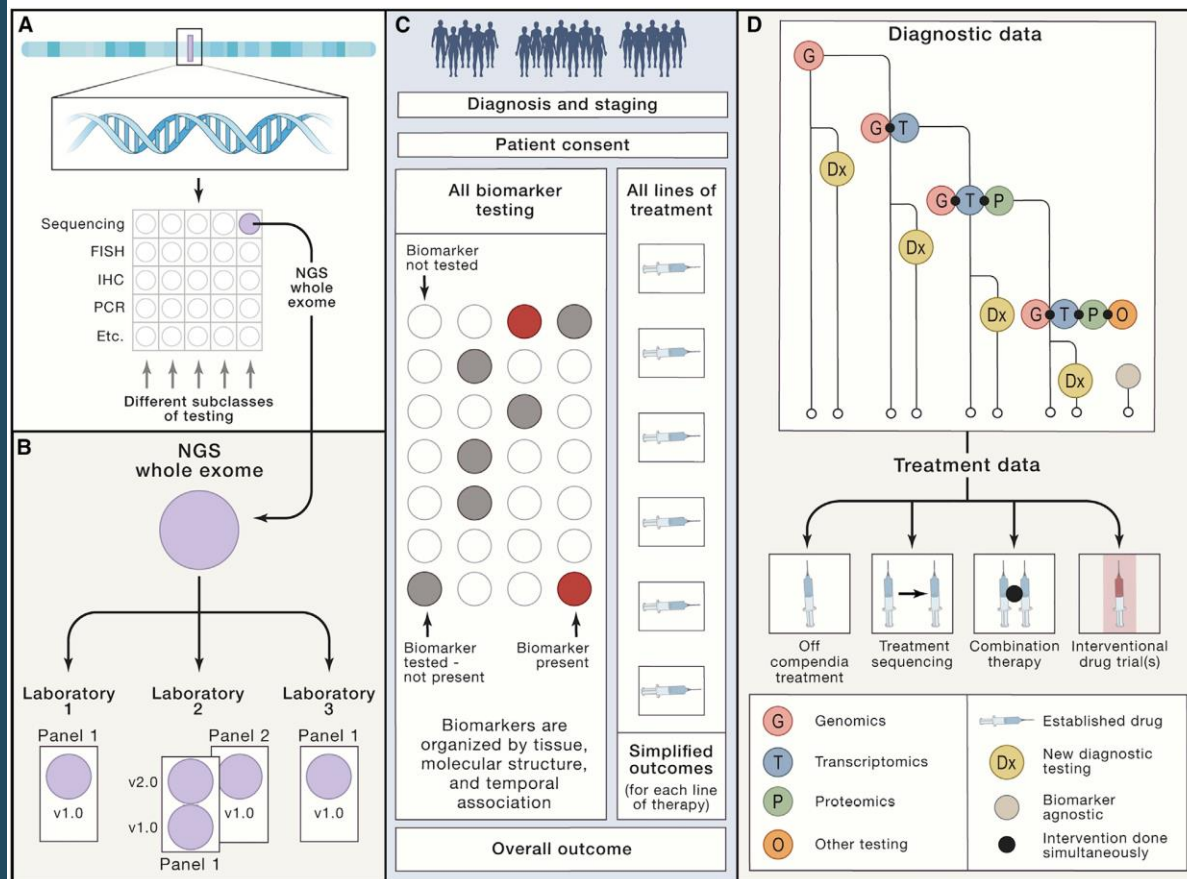 A
Sequencing
FISH
IHC
PCR
Etc.
Different subclasses
of testing
NGS
whole
exome
B
NGS
whole exome
Laboratory
1
Laboratory
2
Laboratory
3
Panel 1
v1.0
Panel 2
v2.0
v1.0
v1.0
Panel 1
Panel 1
v1.0
C
Diagnosis and staging
Patient consent
All biomarker
testing
Biomarker
not tested
Biomarker
tested -
not present
Biomarker
present
Biomarkers are
organized by tissue,
molecular structure,
and temporal
association
All lines of
treatment
Simplified
outcomes
(for each line
of therapy)
Overall outcome
D
Diagnostic data
G
G T
Dx
G T P
Dx
G T P O
Dx
Dx
Treatment data
Off
compendia
treatment
Treatment
sequencing
Combination
therapy
Interventional
drug trial(s)
G Genomics
T Transcriptomics
P Proteomics
O Other testing
Established drug
Dx New diagnostic
testing
Biomarker
agnostic
Intervention done
simultaneously